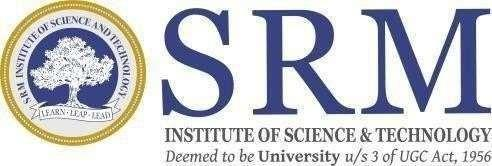 SRM INSTITUTE OF SCIENCE AND TECHNOLOGY
LEARN · LEAP · LEAD
SRM
INSTITUTE OF SCIENCE & TECHNOLOGY
Deemed to be University u/s 3 of UGC Act, 1956